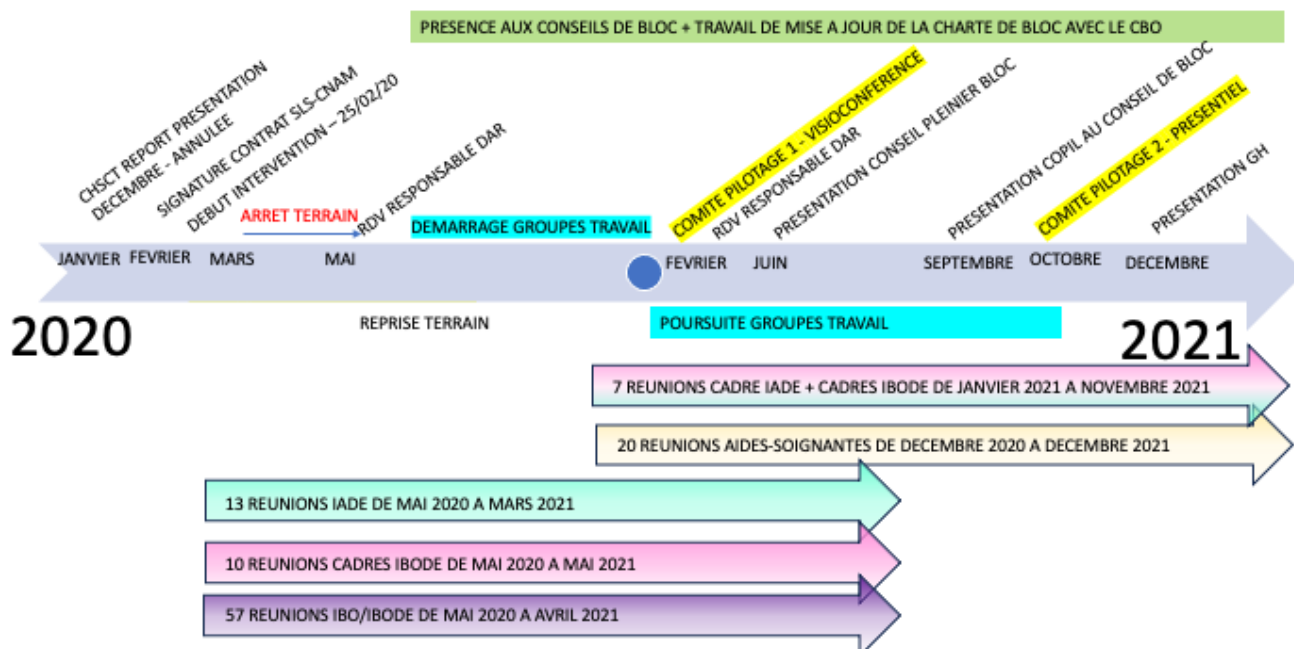 PRESENCE AUX CONSEILS DE BLOC + TRAVAIL DE MISE A JOUR DE LA CHARTE DE BLOC AVEC LE CBO
CHSCT REPORT PRESENTATION
DECEMBRE - ANNULEE
SIGNATURE CONTRAT SLS-CNAM
DEBUT INTERVENTION – 25/02/20
ARRET TERRAIN
RDV RESPONSABLE DAR
DEMARRAGE GROUPES TRAVAIL
COMITE PILOTAGE 1 - VISIOCONFERENCE
RDV RESPONSABLE DAR
PRESENTATION CONSEIL PLEINIER BLOC
PRESENTATION COPIL AU CONSEIL DE BLOC
COMITE PILOTAGE 2 - PRESENTIEL
PRESENTATION GH
JANVIER FEVRIER MARS MAI FEVRIER JUIN SEPTEMBRE OCTOBRE DECEMBRE
2020
REPRISE TERRAIN
POURSUITE GROUPES TRAVAIL
2021
7 REUNIONS CADRE IADE + CADRES IBODE DE JANVIER 2021 A NOVEMBRE 2021
20 REUNIONS AIDES-SOIGNANTES DE DECEMBRE 2020 A DECEMBRE 2021
13 REUNIONS IADE DE MAI 2020 A MARS 2021
10 REUNIONS CADRES IBODE DE MAI 2020 A MAI 2021
57 REUNIONS IBO/IBODE DE MAI 2020 A AVRIL 2021